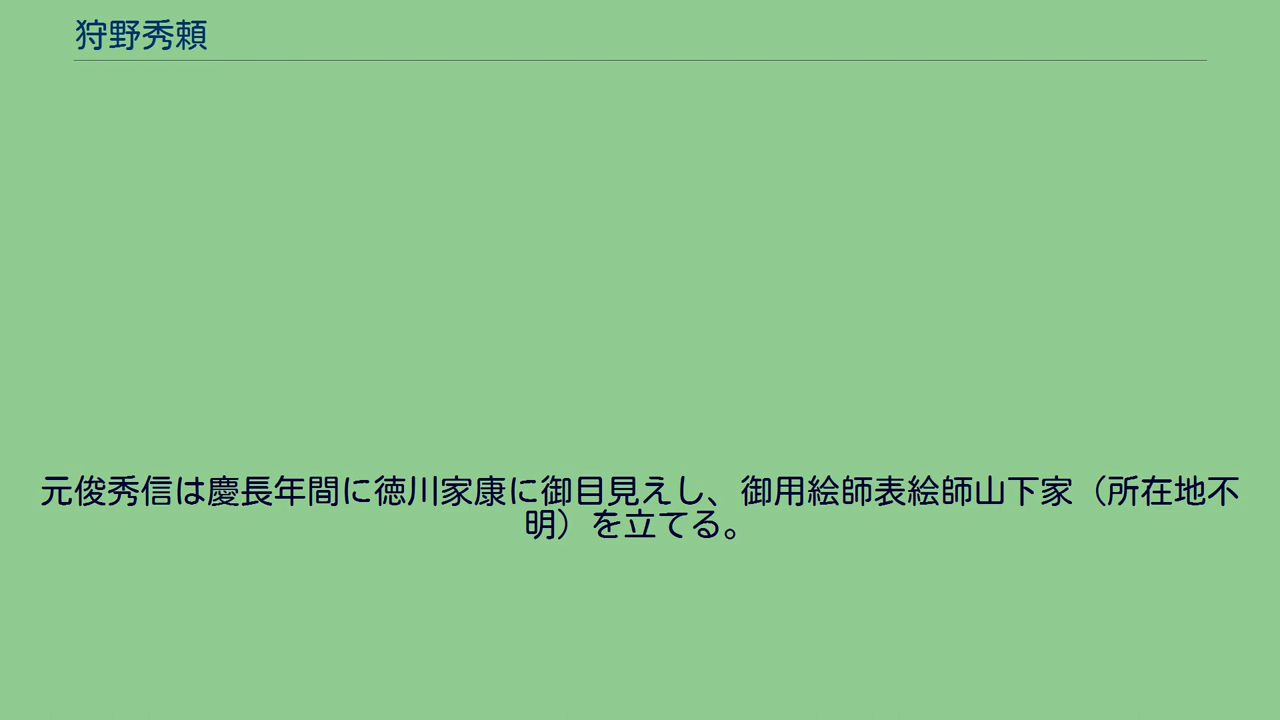 狩野秀頼
元俊秀信は慶長年間に徳川家康に御目見えし、御用絵師表絵師山下家（所在地不
明）を立てる。